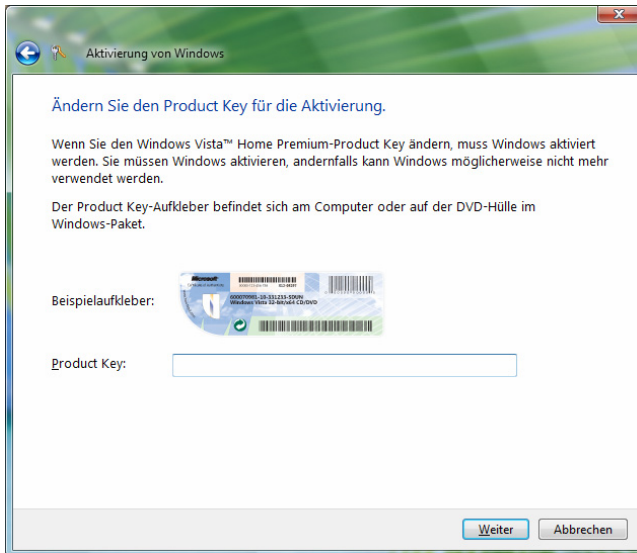 Aktivierung von Windows
Ändern Sie den Product Key für die Aktivierung.
Wenn Sie den Windows Vista™ Home Premium-Product Key ändern, muss Windows aktiviert
werden. Sie müssen Windows aktivieren, andernfalls kann Windows möglicherweise nicht mehr
verwendet werden.
Der Product Key-Aufkleber befindet sich am Computer oder auf der DVD-Hülle im
Windows-Paket.
Beispielaufkleber:
Microsoft
Windows Vista 32-bit/x64 CD/DVD
Product Key:
Weiter
Abbrechen